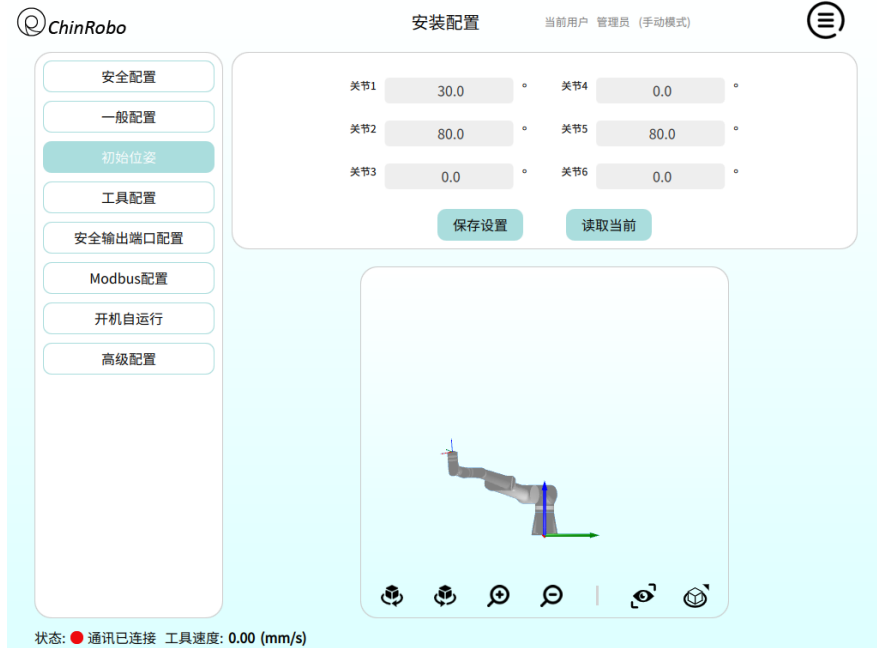 ChinRobo
安装配置
当前用户 管理员 (手动模式)
安全配置
一般配置
初始位姿
工具配置
安全输出端口配置
Modbus配置
开机自运行
高级配置
关节1 30.0 ° 关节4 0.0 °
关节2 80.0 ° 关节5 80.0 °
关节3 0.0 ° 关节6 0.0 °
保存设置 读取当前
状态: 通讯已连接 工具速度: 0.00 (mm/s)